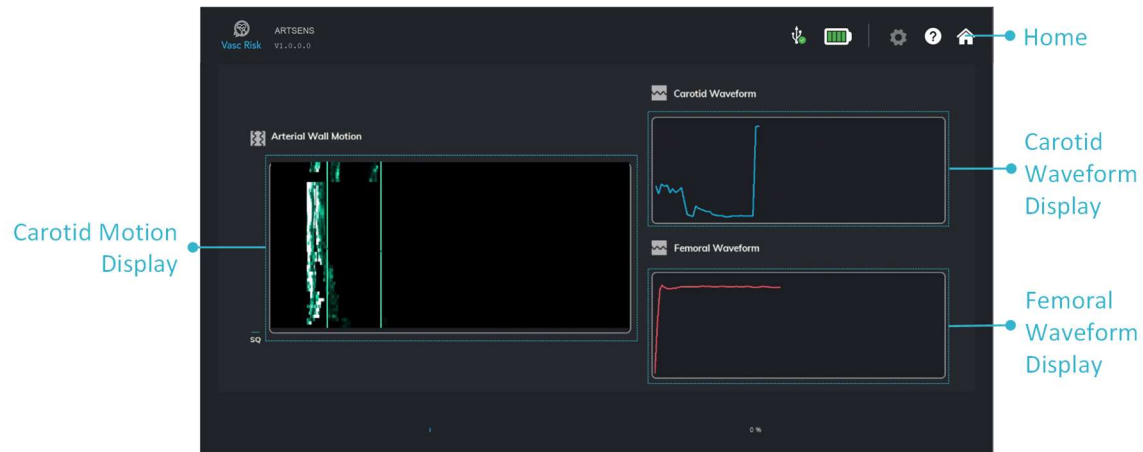 ARTSENS
Vasc Risk
V1.0.0.0
?
Home
Carotid Waveform
Arterial Wall Motion
Carotid
Waveform
Display
Carotid Motion
Display
Femoral Waveform
Femoral
Waveform
Display
SQ
0 %